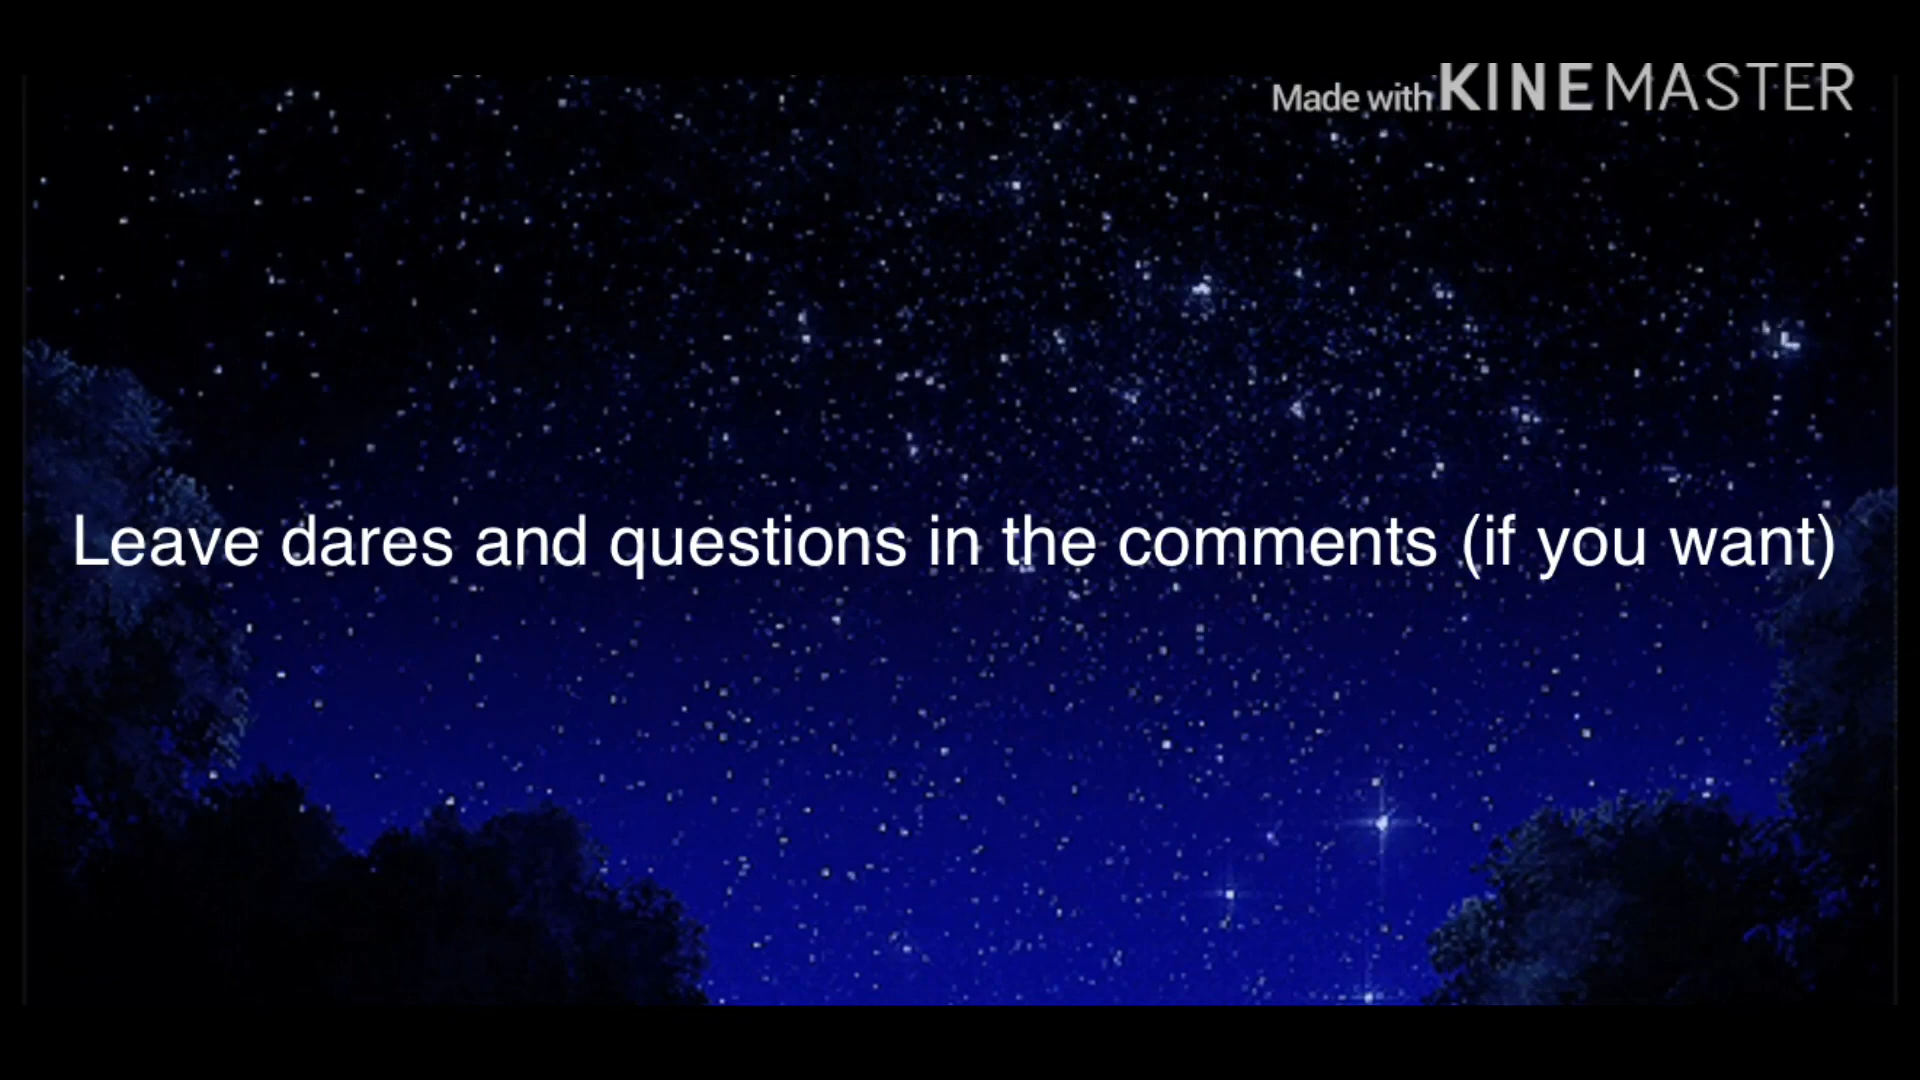 Made with KINEMASTER
Leave dares and questions in the comments (if you want)